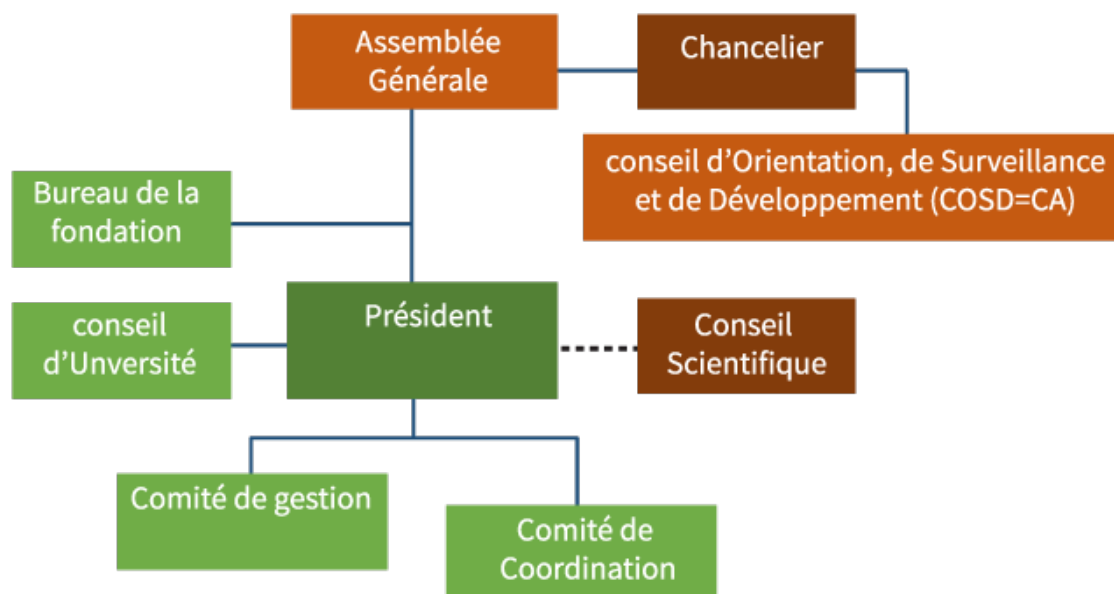 Assemblée
Générale
Chancelier
conseil d'Orientation, de Surveillance
et de Développement (COSD=CA)
Bureau de la
fondation
conseil
d'Unversité
Président
Conseil
Scientifique
Comité de gestion
Comité de
Coordination